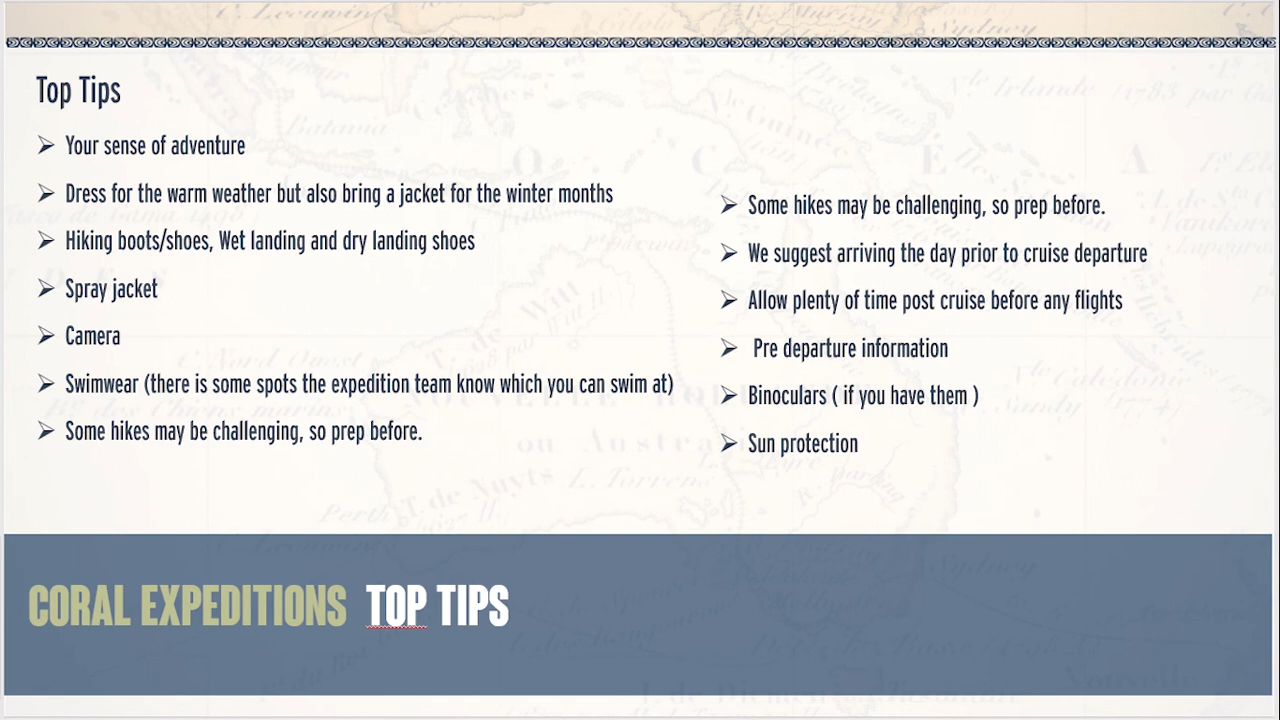 Top Tips
Your sense of adventure
Dress for the warm weather but also bring a jacket for the winter months
Hiking boots/shoes, Wet landing and dry landing shoes
Spray jacket
Camera
Swimwear (there is some spots the expedition team know which you can swim at)
Some hikes may be challenging, so prep before.
Some hikes may be challenging, so prep before.
We suggest arriving the day prior to cruise departure
Allow plenty of time post cruise before any flights
Pre departure information
Binoculars ( if you have them )
Sun protection
CORAL EXPEDITIONS TOP TIPS